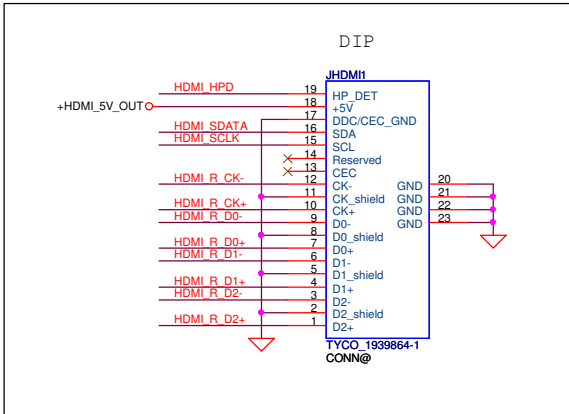 DIP
JHDMI1
HDMI_HPD 19 HP_DET
+HDMI_5V_OUT 18 +5V
17 DDC/CEC_GND
HDMI_SDATA 16 SDA
HDMI_SCLK 15 SCL
14 Reserved
13 CEC
HDMI_R_CK- 12 CK- GND 20
11 CK_shield GND 21
HDMI_R_CK+ 10 CK+ GND 22
HDMI_R_D0- 9 D0- GND 23
8 D0_shield
HDMI_R_D0+ 7 D0+
HDMI_R_D1- 6 D1-
5 D1_shield
HDMI_R_D1+ 4 D1+
HDMI_R_D2- 3 D2-
2 D2_shield
HDMI_R_D2+ 1 D2+
TYCO_1939864-1
CONN@